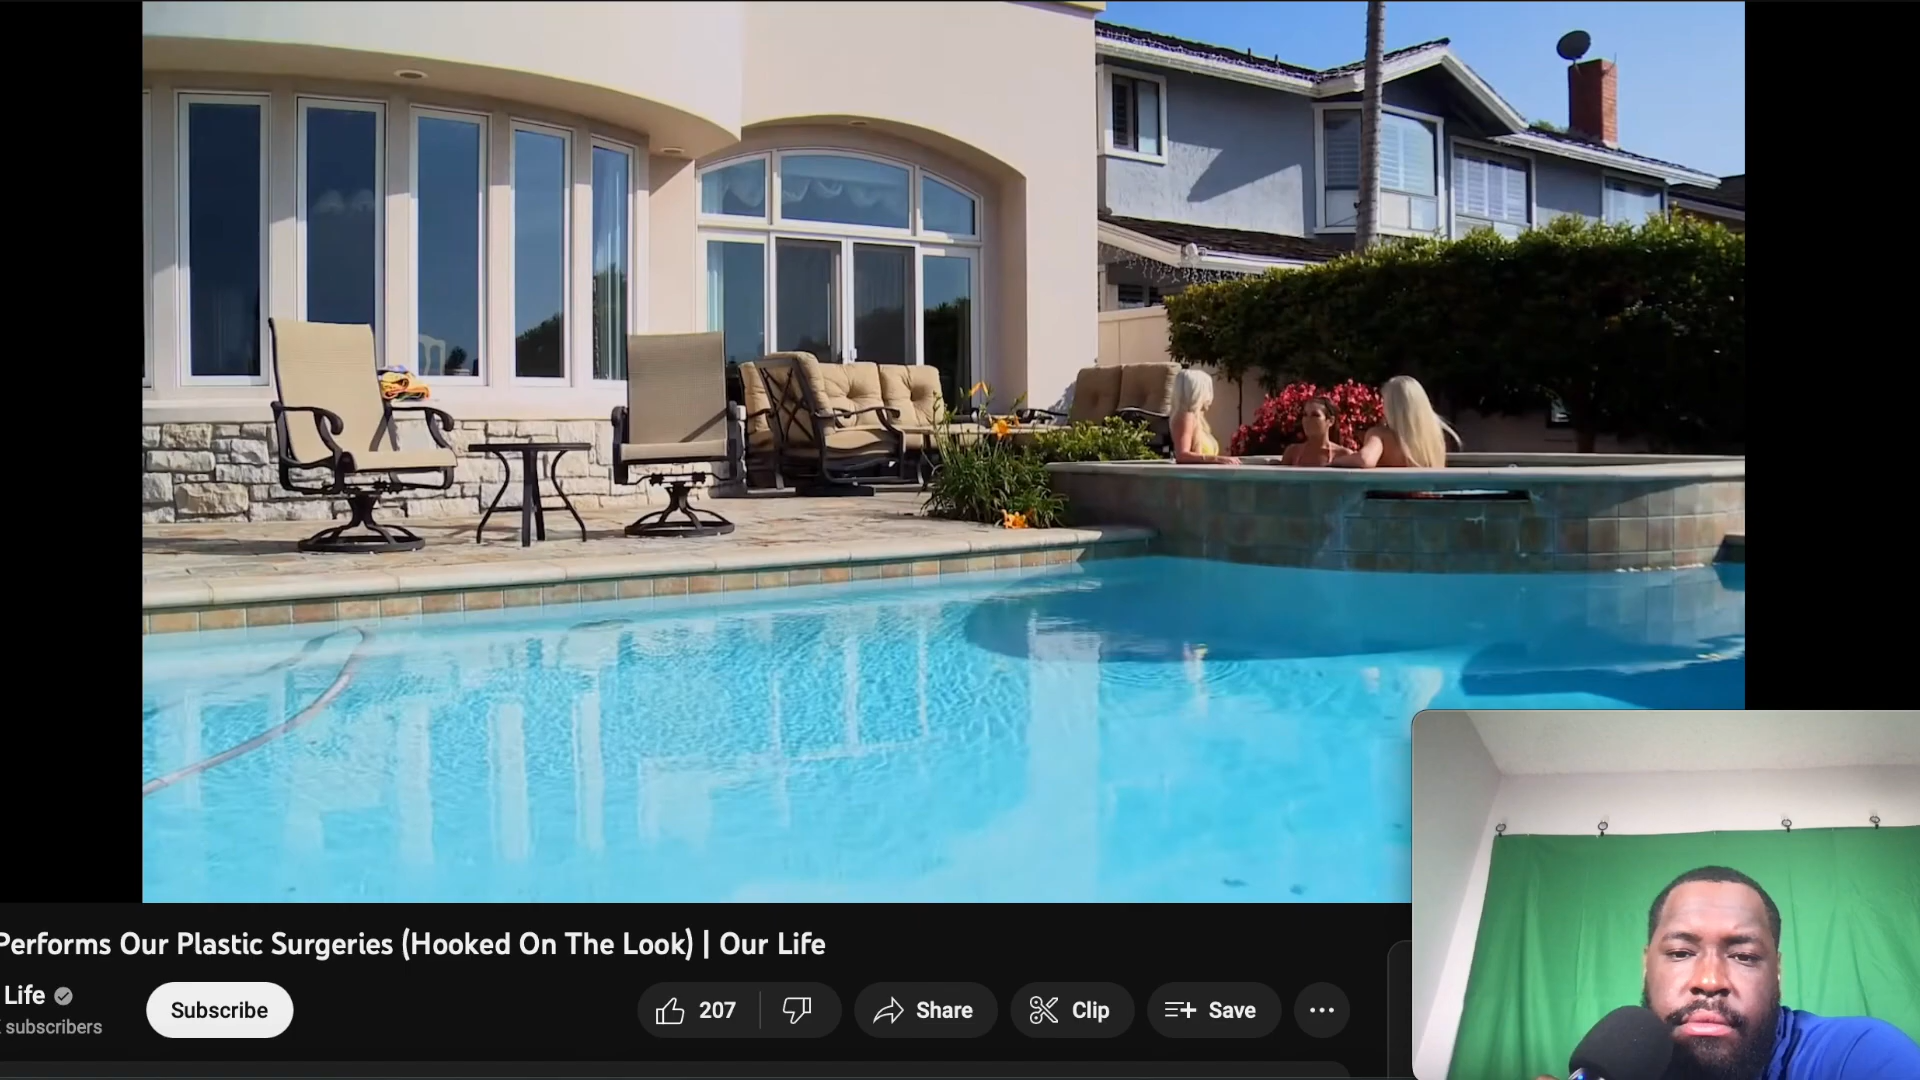 Performs Our Plastic Surgeries (Hooked On The Look) | Our Life
Life
subscribers
Subscribe
207
Share
Clip
Save